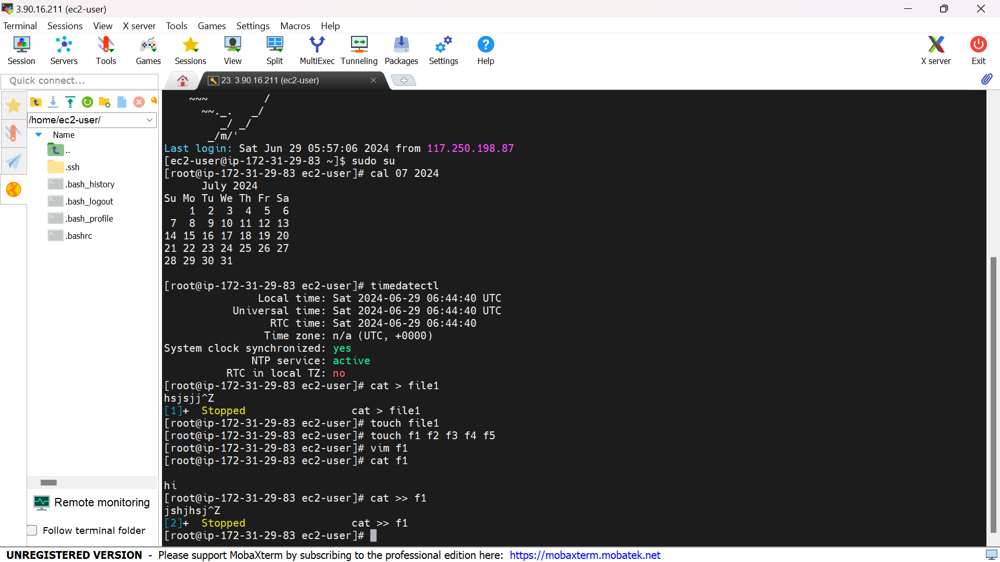 3.90.16.211 (ec2-user)
Terminal Sessions View X server Tools Games Settings Macros Help
Session Servers Tools Games Sessions View Split MultiExec Tunneling Packages Settings Help X server Exit
Quick connect...
23. 3.90.16.211 (ec2-user)
/home/ec2-user/
Name
..
.ssh
.bash_history
.bash_logout
.bash_profile
.bashrc
Remote monitoring
Follow terminal folder
~~~         /
~~._.   _/
_/ _/
_/m/'
Last login: Sat Jun 29 05:57:06 2024 from 117.250.198.87
[ec2-user@ip-172-31-29-83 ~]$ sudo su
[root@ip-172-31-29-83 ec2-user]# cal 07 2024
July 2024
Su Mo Tu We Th Fr Sa
1  2  3  4  5  6
7  8  9 10 11 12 13
14 15 16 17 18 19 20
21 22 23 24 25 26 27
28 29 30 31
[root@ip-172-31-29-83 ec2-user]# timedatectl
Local time: Sat 2024-06-29 06:44:40 UTC
Universal time: Sat 2024-06-29 06:44:40 UTC
RTC time: Sat 2024-06-29 06:44:40
Time zone: n/a (UTC, +0000)
System clock synchronized: yes
NTP service: active
RTC in local TZ: no
[root@ip-172-31-29-83 ec2-user]# cat > file1
hsjsjj^Z
[1]+  Stopped                 cat > file1
[root@ip-172-31-29-83 ec2-user]# touch file1
[root@ip-172-31-29-83 ec2-user]# touch f1 f2 f3 f4 f5
[root@ip-172-31-29-83 ec2-user]# vim f1
[root@ip-172-31-29-83 ec2-user]# cat f1
hi
[root@ip-172-31-29-83 ec2-user]# cat >> f1
jshjhsj^Z
[2]+  Stopped                 cat >> f1
[root@ip-172-31-29-83 ec2-user]#
UNREGISTERED VERSION - Please support MobaXterm by subscribing to the professional edition here: https://mobaxterm.mobatek.net